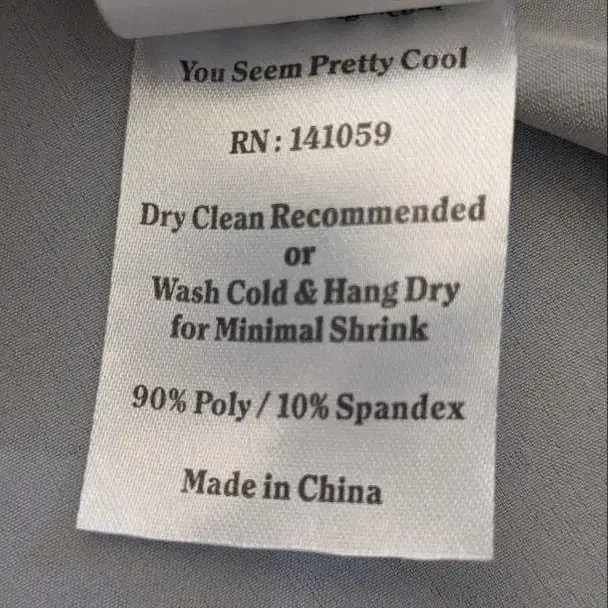 You Seem Pretty Cool
RN: 141059
Dry Clean Recommended
or
Wash Cold & Hang Dry
for Minimal Shrink
90% Poly / 10% Spandex
Made in China